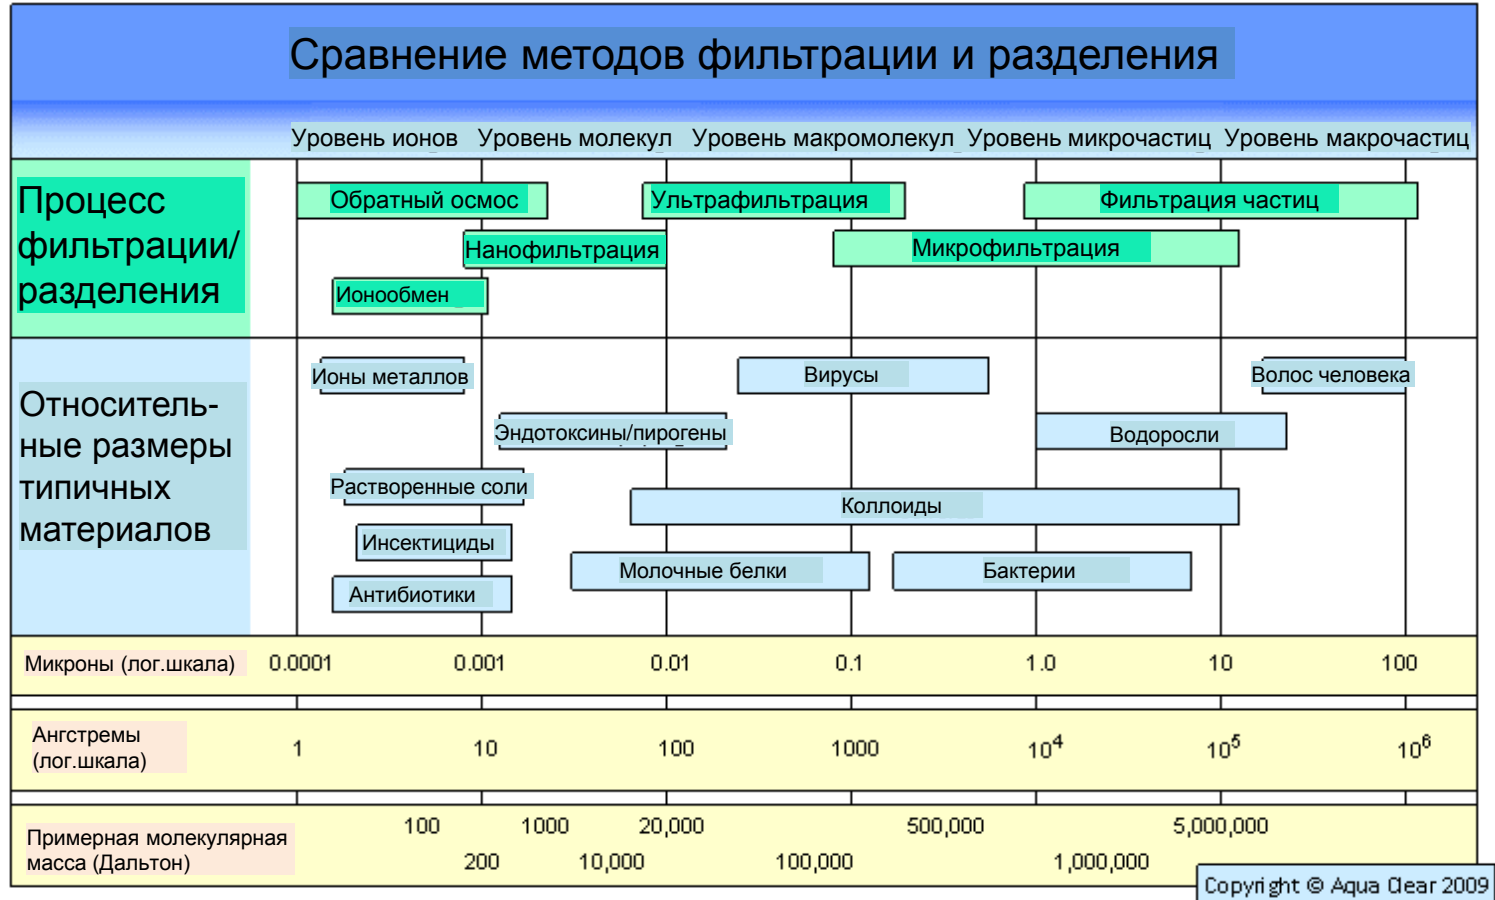 Сравнение методов фильтрации и разделения
Уровень ионов Уровень молекул Уровень макромолекул Уровень микрочастиц Уровень макрочастиц
Процесс
фильтрации/
разделения
Обратный осмос
Ультрафильтрация
Фильтрация частиц
Нанофильтрация
Микрофильтрация
Ионообмен
Относитель-
ные размеры
типичных
материалов
Ионы металлов
Вирусы
Волос человека
Эндотоксины/пирогены
Водоросли
Растворенные соли
Коллоиды
Инсектициды
Молочные белки
Бактерии
Антибиотики
Микроны (лог.шкала) 0.0001 0.001 0.01 0.1 1.0 10 100
Ангстремы
(лог.шкала)
1 10 100 1000 10⁴ 10⁵ 10⁶
Примерная молекулярная
масса (Дальтон)
100 1000 20,000 500,000 5,000,000
200 10,000 100,000 1,000,000
Copyright © Aqua Clear 2009